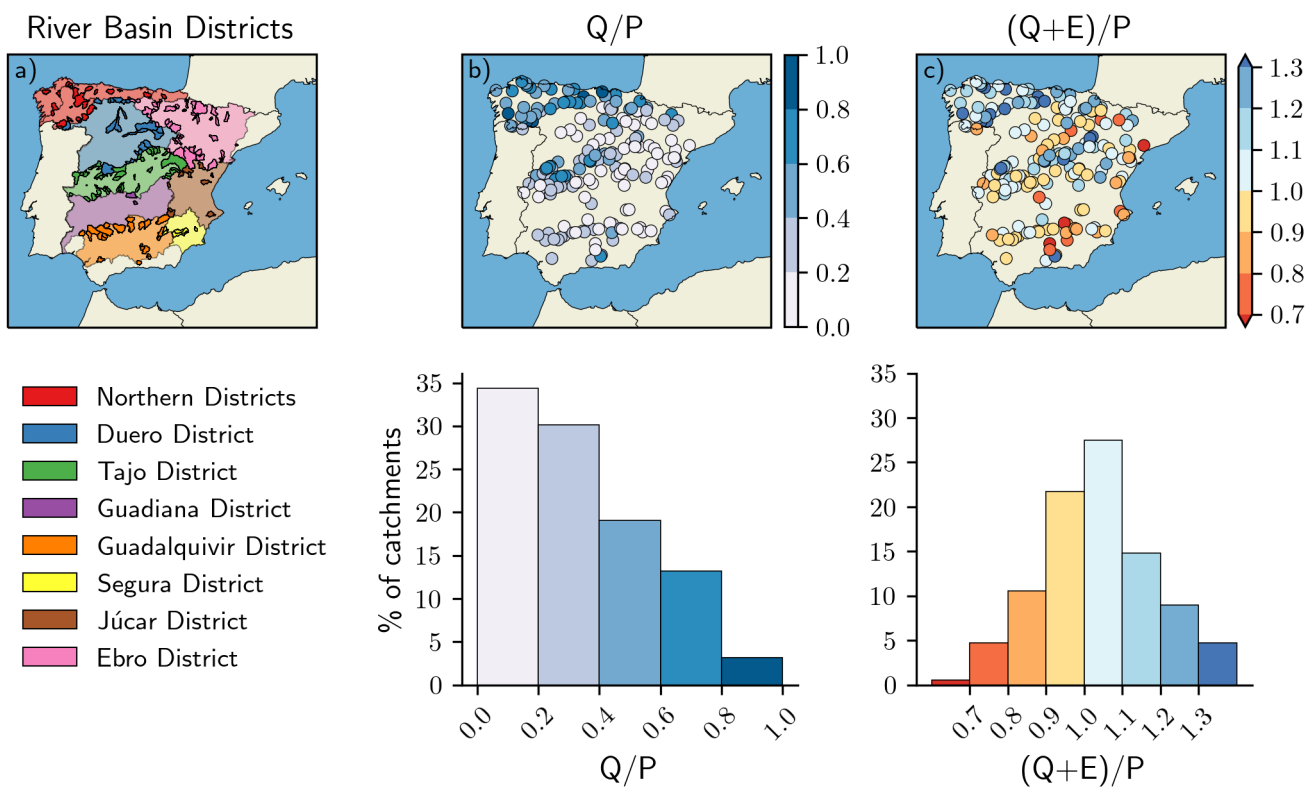 River Basin Districts
Q/P
(Q+E)/P
a)
b)
c)
1.0
0.8
0.6
0.4
0.2
0.0
1.3
1.2
1.1
1.0
0.9
0.8
0.7
Northern Districts
Duero District
Tajo District
Guadiana District
Guadalquivir District
Segura District
Júcar District
Ebro District
% of catchments
35
30
25
20
15
10
5
0
0.0
0.2
0.4
0.6
0.8
1.0
Q/P
35
30
25
20
15
10
5
0
0.7
0.8
0.9
1.0
1.1
1.2
1.3
(Q+E)/P